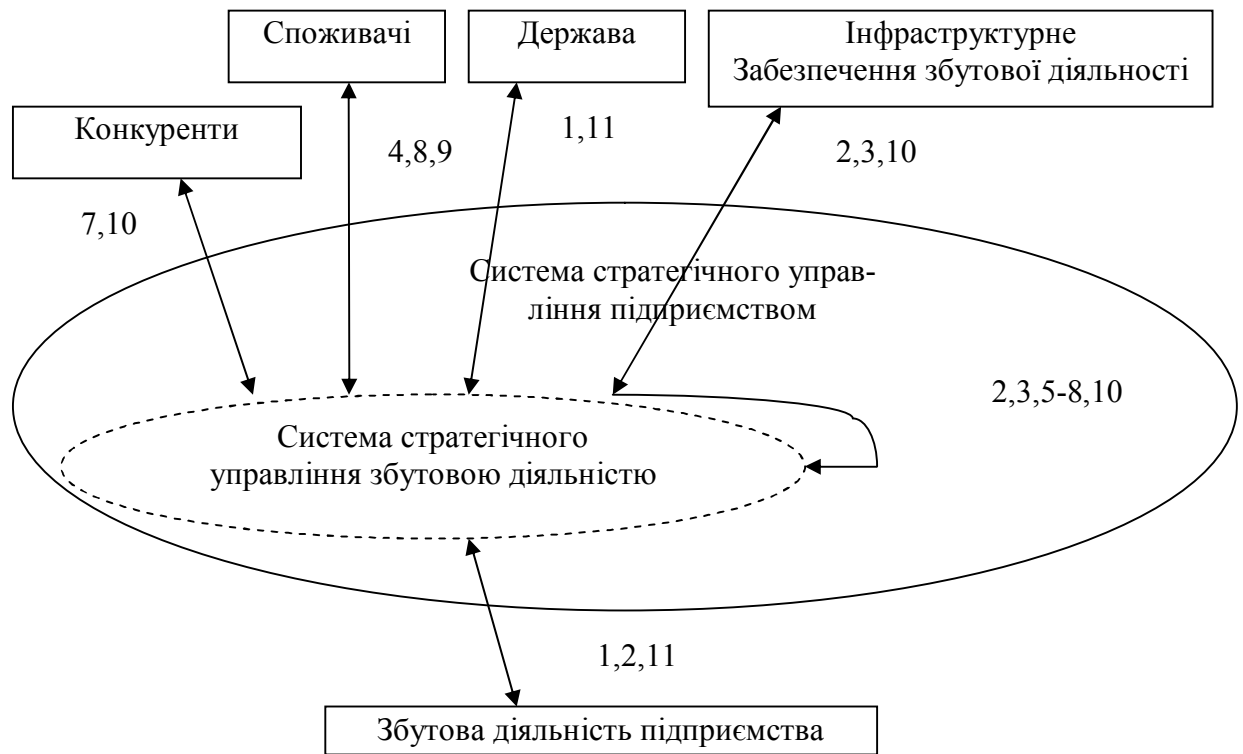 Споживачі
Держава
Інфраструктурне
Забезпечення збутової діяльності
Конкуренти
4,8,9
1,11
2,3,10
7,10
Система стратегічного управ-
ління підприємством
2,3,5-8,10
Система стратегічного
управління збутовою діяльністю
1,2,11
Збутова діяльність підприємства